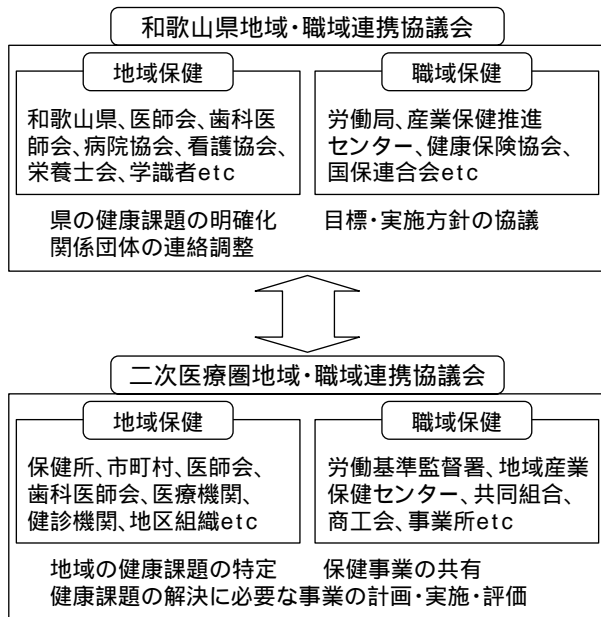 和歌山県地域・職域連携協議会
地域保健
和歌山県、医師会、歯科医
師会、病院協会、看護協会、
栄養士会、学識者etc
職域保健
労働局、産業保健推進
センター、健康保険協会、
国保連合会etc
県の健康課題の明確化 目標・実施方針の協議
関係団体の連絡調整
二次医療圏地域・職域連携協議会
地域保健
保健所、市町村、医師会、
歯科医師会、医療機関、
健診機関、地区組織etc
職域保健
労働基準監督署、地域産業
保健センター、共同組合、
商工会、事業所etc
地域の健康課題の特定 保健事業の共有
健康課題の解決に必要な事業の計画・実施・評価